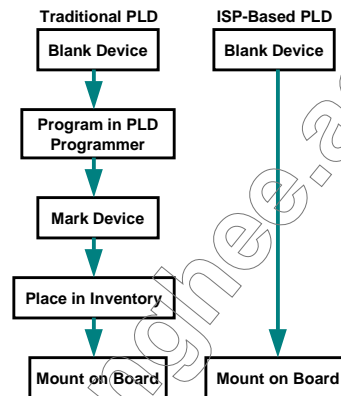 Traditional PLD
Blank Device
Program in PLD
Programmer
Mark Device
Place in Inventory
Mount on Board
ISP-Based PLD
Blank Device
Mount on Board
nghee.a